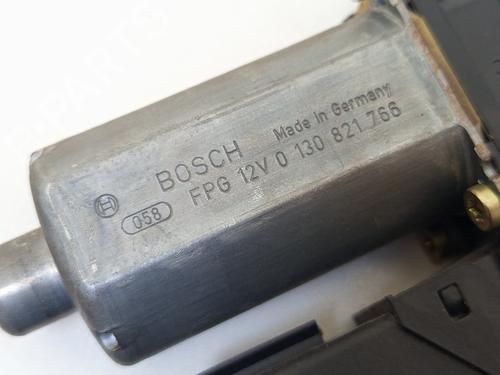 BOSCH Made in Germany
058 FPG 12V 0 130 821 766